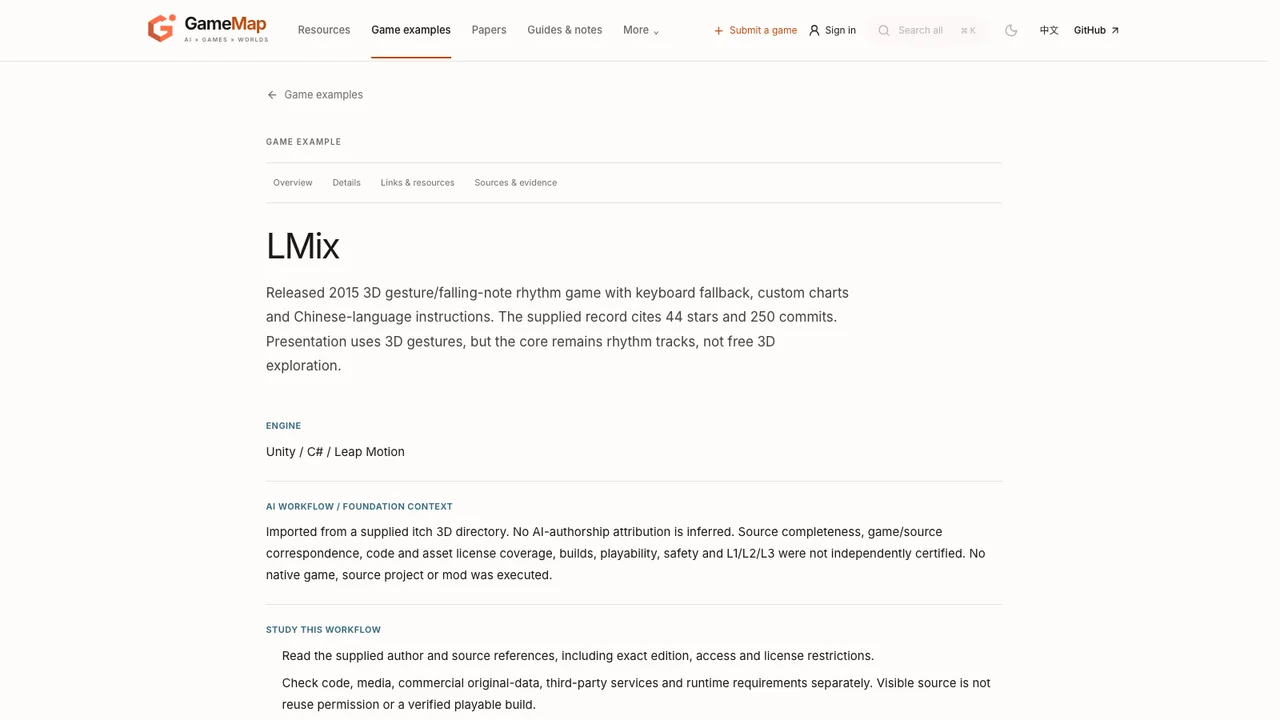 GameMap
AI × GAMES × WORLDS
Resources
Game examples
Papers
Guides & notes
More
Submit a game
Sign in
Search all
⌘ K
中文
GitHub
Game examples
GAME EXAMPLE
Overview
Details
Links & resources
Sources & evidence
LMix
Released 2015 3D gesture/falling-note rhythm game with keyboard fallback, custom charts
and Chinese-language instructions. The supplied record cites 44 stars and 250 commits.
Presentation uses 3D gestures, but the core remains rhythm tracks, not free 3D
exploration.
ENGINE
Unity / C# / Leap Motion
AI WORKFLOW / FOUNDATION CONTEXT
Imported from a supplied itch 3D directory. No AI-authorship attribution is inferred. Source completeness, game/source
correspondence, code and asset license coverage, builds, playability, safety and L1/L2/L3 were not independently certified. No
native game, source project or mod was executed.
STUDY THIS WORKFLOW
Read the supplied author and source references, including exact edition, access and license restrictions.
Check code, media, commercial original-data, third-party services and runtime requirements separately. Visible source is not
reuse permission or a verified playable build.